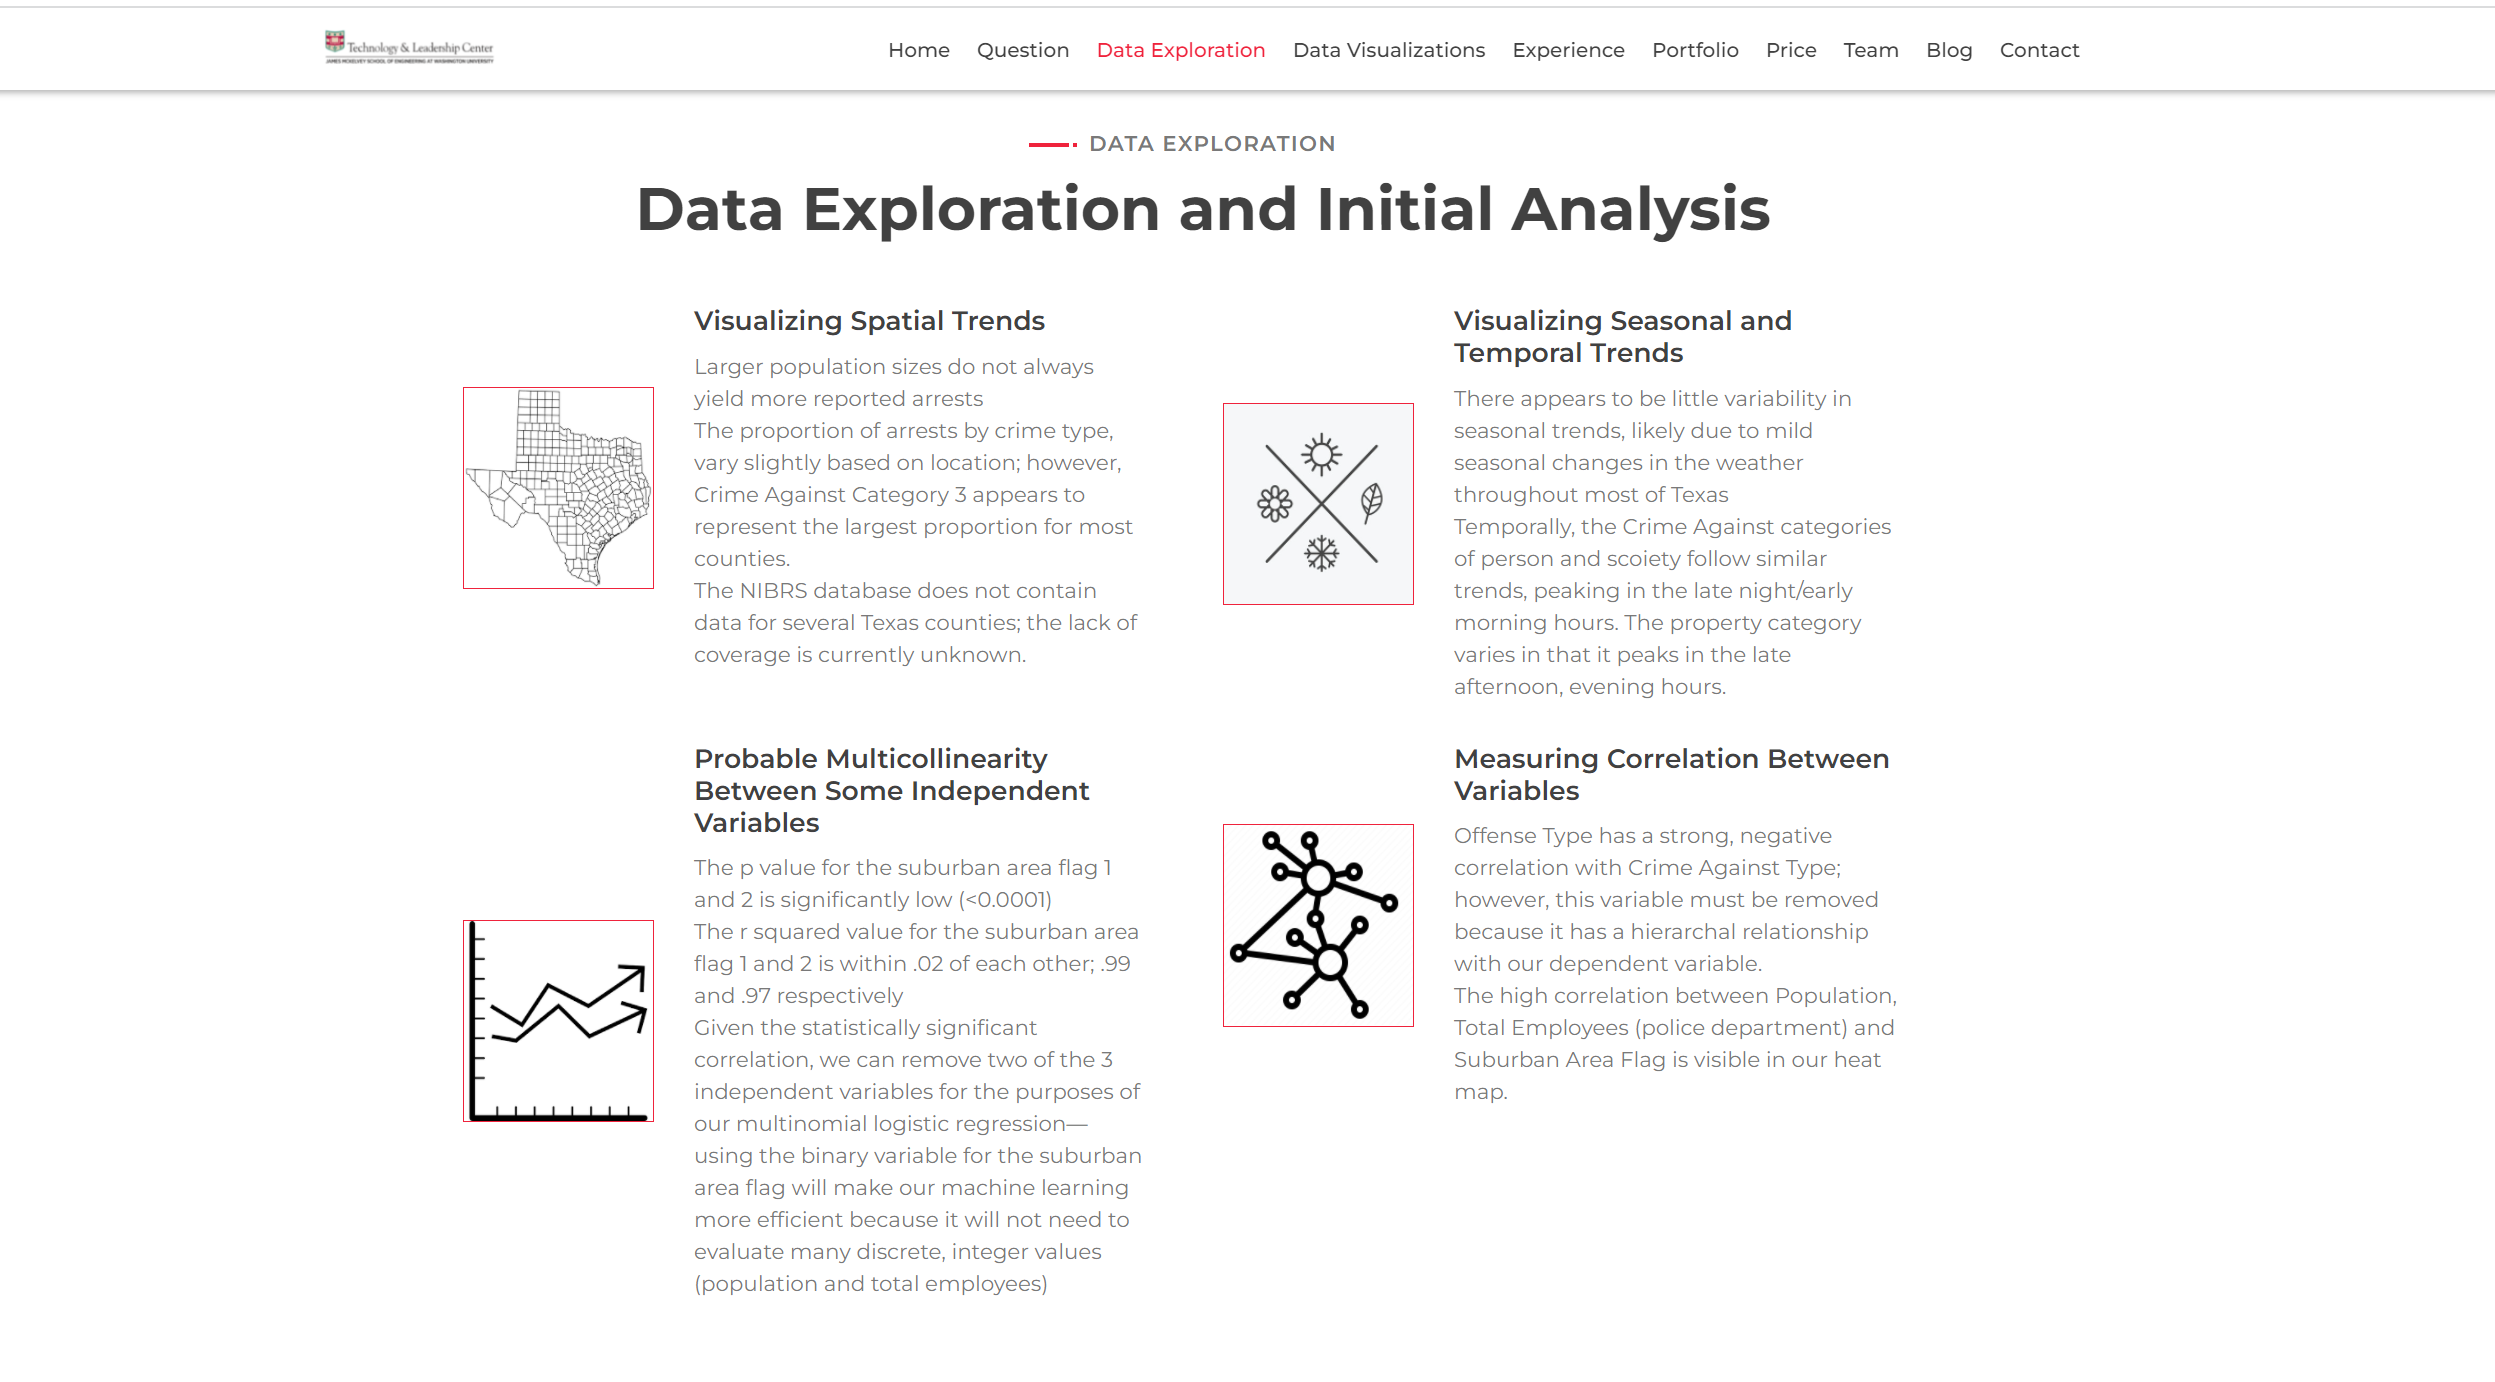 Technology & Leadership Center
JAMES MCKELVEY SCHOOL OF ENGINEERING AT WASHINGTON UNIVERSITY
Home Question Data Exploration Data Visualizations Experience Portfolio Price Team Blog Contact
DATA EXPLORATION
Data Exploration and Initial Analysis
Visualizing Spatial Trends
Larger population sizes do not always
yield more reported arrests
The proportion of arrests by crime type,
vary slightly based on location; however,
Crime Against Category 3 appears to
represent the largest proportion for most
counties.
The NIBRS database does not contain
data for several Texas counties; the lack of
coverage is currently unknown.
Visualizing Seasonal and
Temporal Trends
There appears to be little variability in
seasonal trends, likely due to mild
seasonal changes in the weather
throughout most of Texas
Temporally, the Crime Against categories
of person and scoiety follow similar
trends, peaking in the late night/early
morning hours. The property category
varies in that it peaks in the late
afternoon, evening hours.
Probable Multicollinearity
Between Some Independent
Variables
The p value for the suburban area flag 1
and 2 is significantly low (<0.0001)
The r squared value for the suburban area
flag 1 and 2 is within .02 of each other; .99
and .97 respectively
Given the statistically significant
correlation, we can remove two of the 3
independent variables for the purposes of
our multinomial logistic regression—
using the binary variable for the suburban
area flag will make our machine learning
more efficient because it will not need to
evaluate many discrete, integer values
(population and total employees)
Measuring Correlation Between
Variables
Offense Type has a strong, negative
correlation with Crime Against Type;
however, this variable must be removed
because it has a hierarchal relationship
with our dependent variable.
The high correlation between Population,
Total Employees (police department) and
Suburban Area Flag is visible in our heat
map.